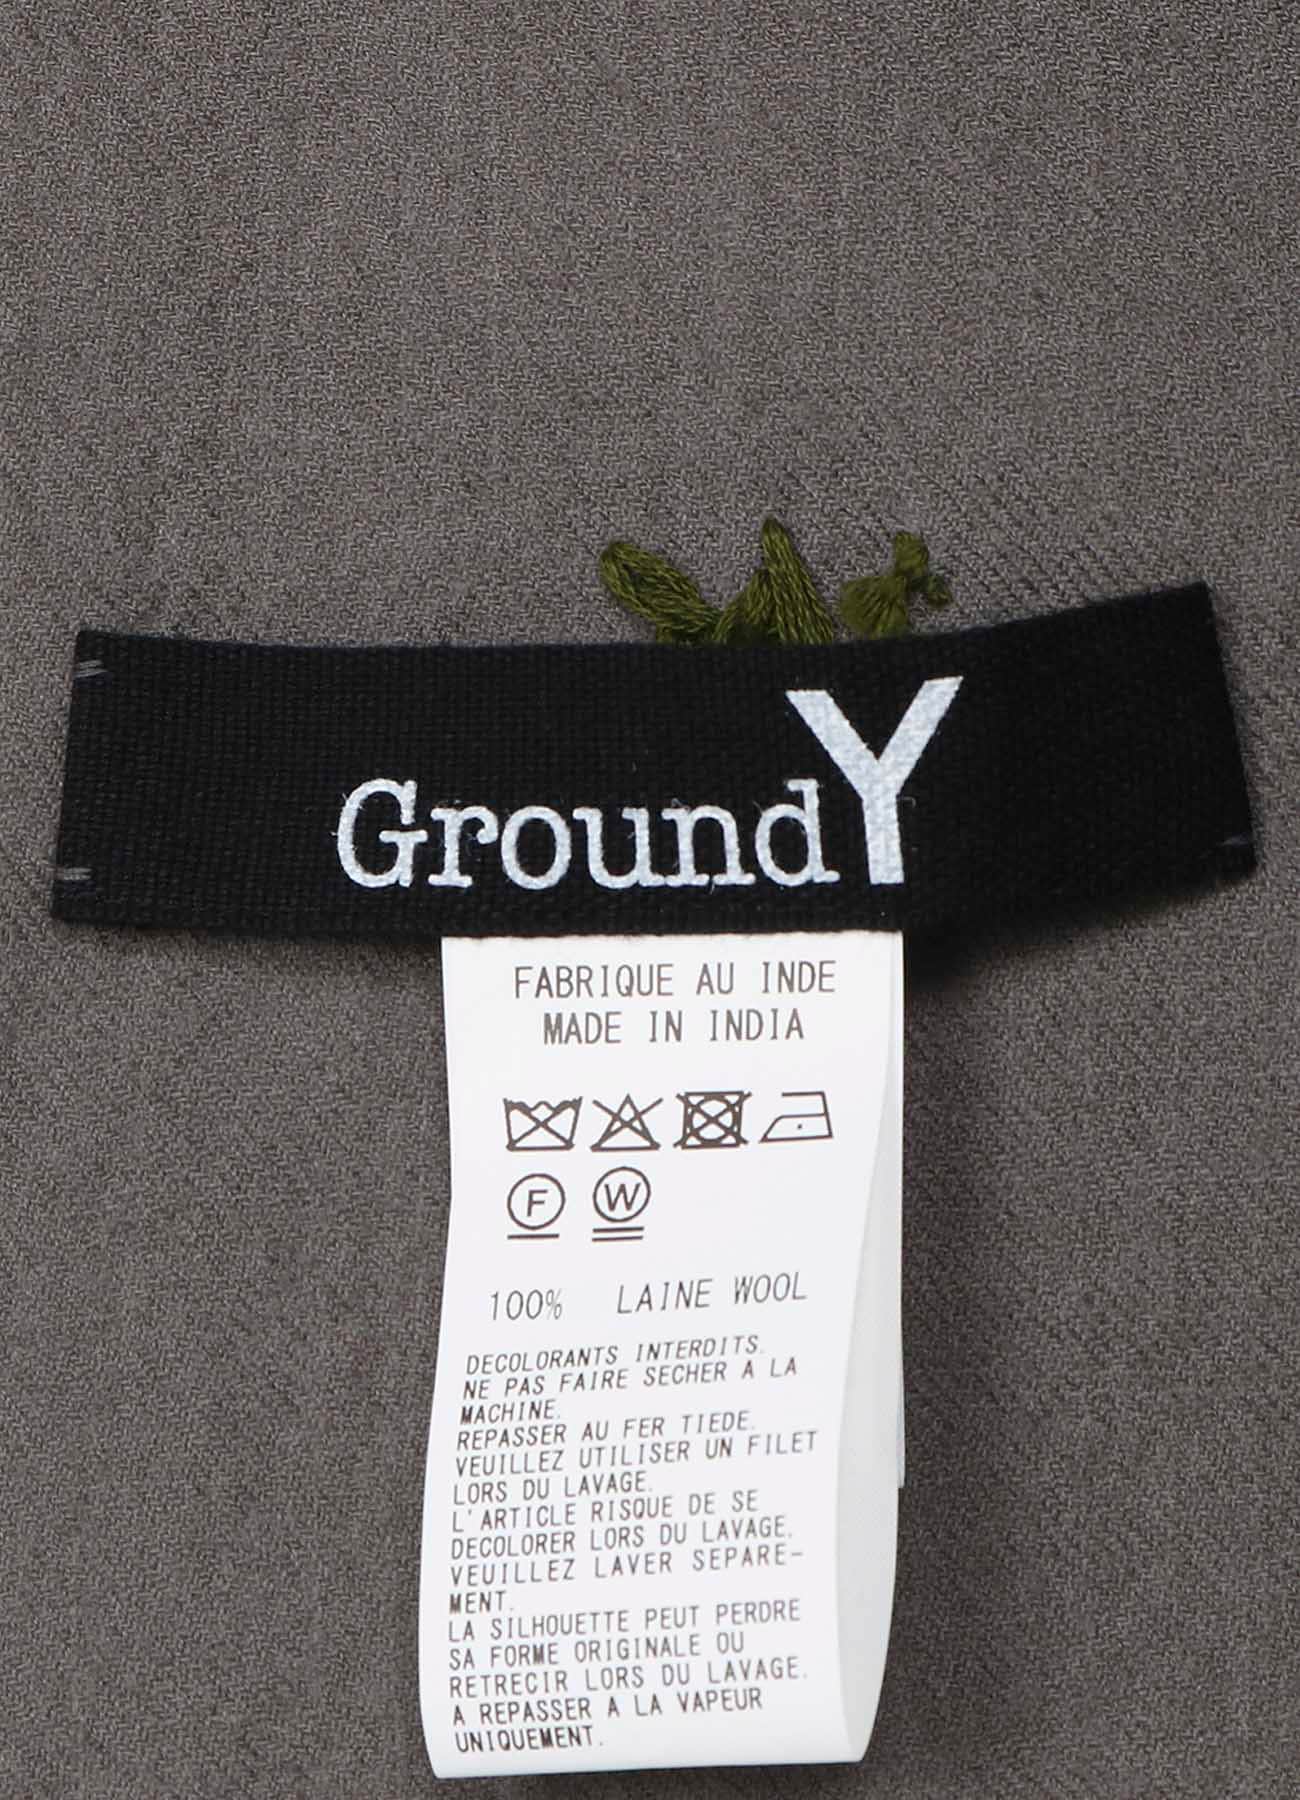 GroundY
FABRIQUE AU INDE
MADE IN INDIA
F W
100% LAINE WOOL
DECOLORANTS INTERDITS.
NE PAS FAIRE SECHER A LA
MACHINE.
REPASSER AU FER TIEDE.
VEUILLEZ UTILISER UN FILET
LORS DU LAVAGE.
L'ARTICLE RISQUE DE SE
DECOLORER LORS DU LAVAGE.
VEUILLEZ LAVER SEPARE-
MENT.
LA SILHOUETTE PEUT PERDRE
SA FORME ORIGINALE OU
RETRECIR LORS DU LAVAGE.
A REPASSER A LA VAPEUR
UNIQUEMENT.